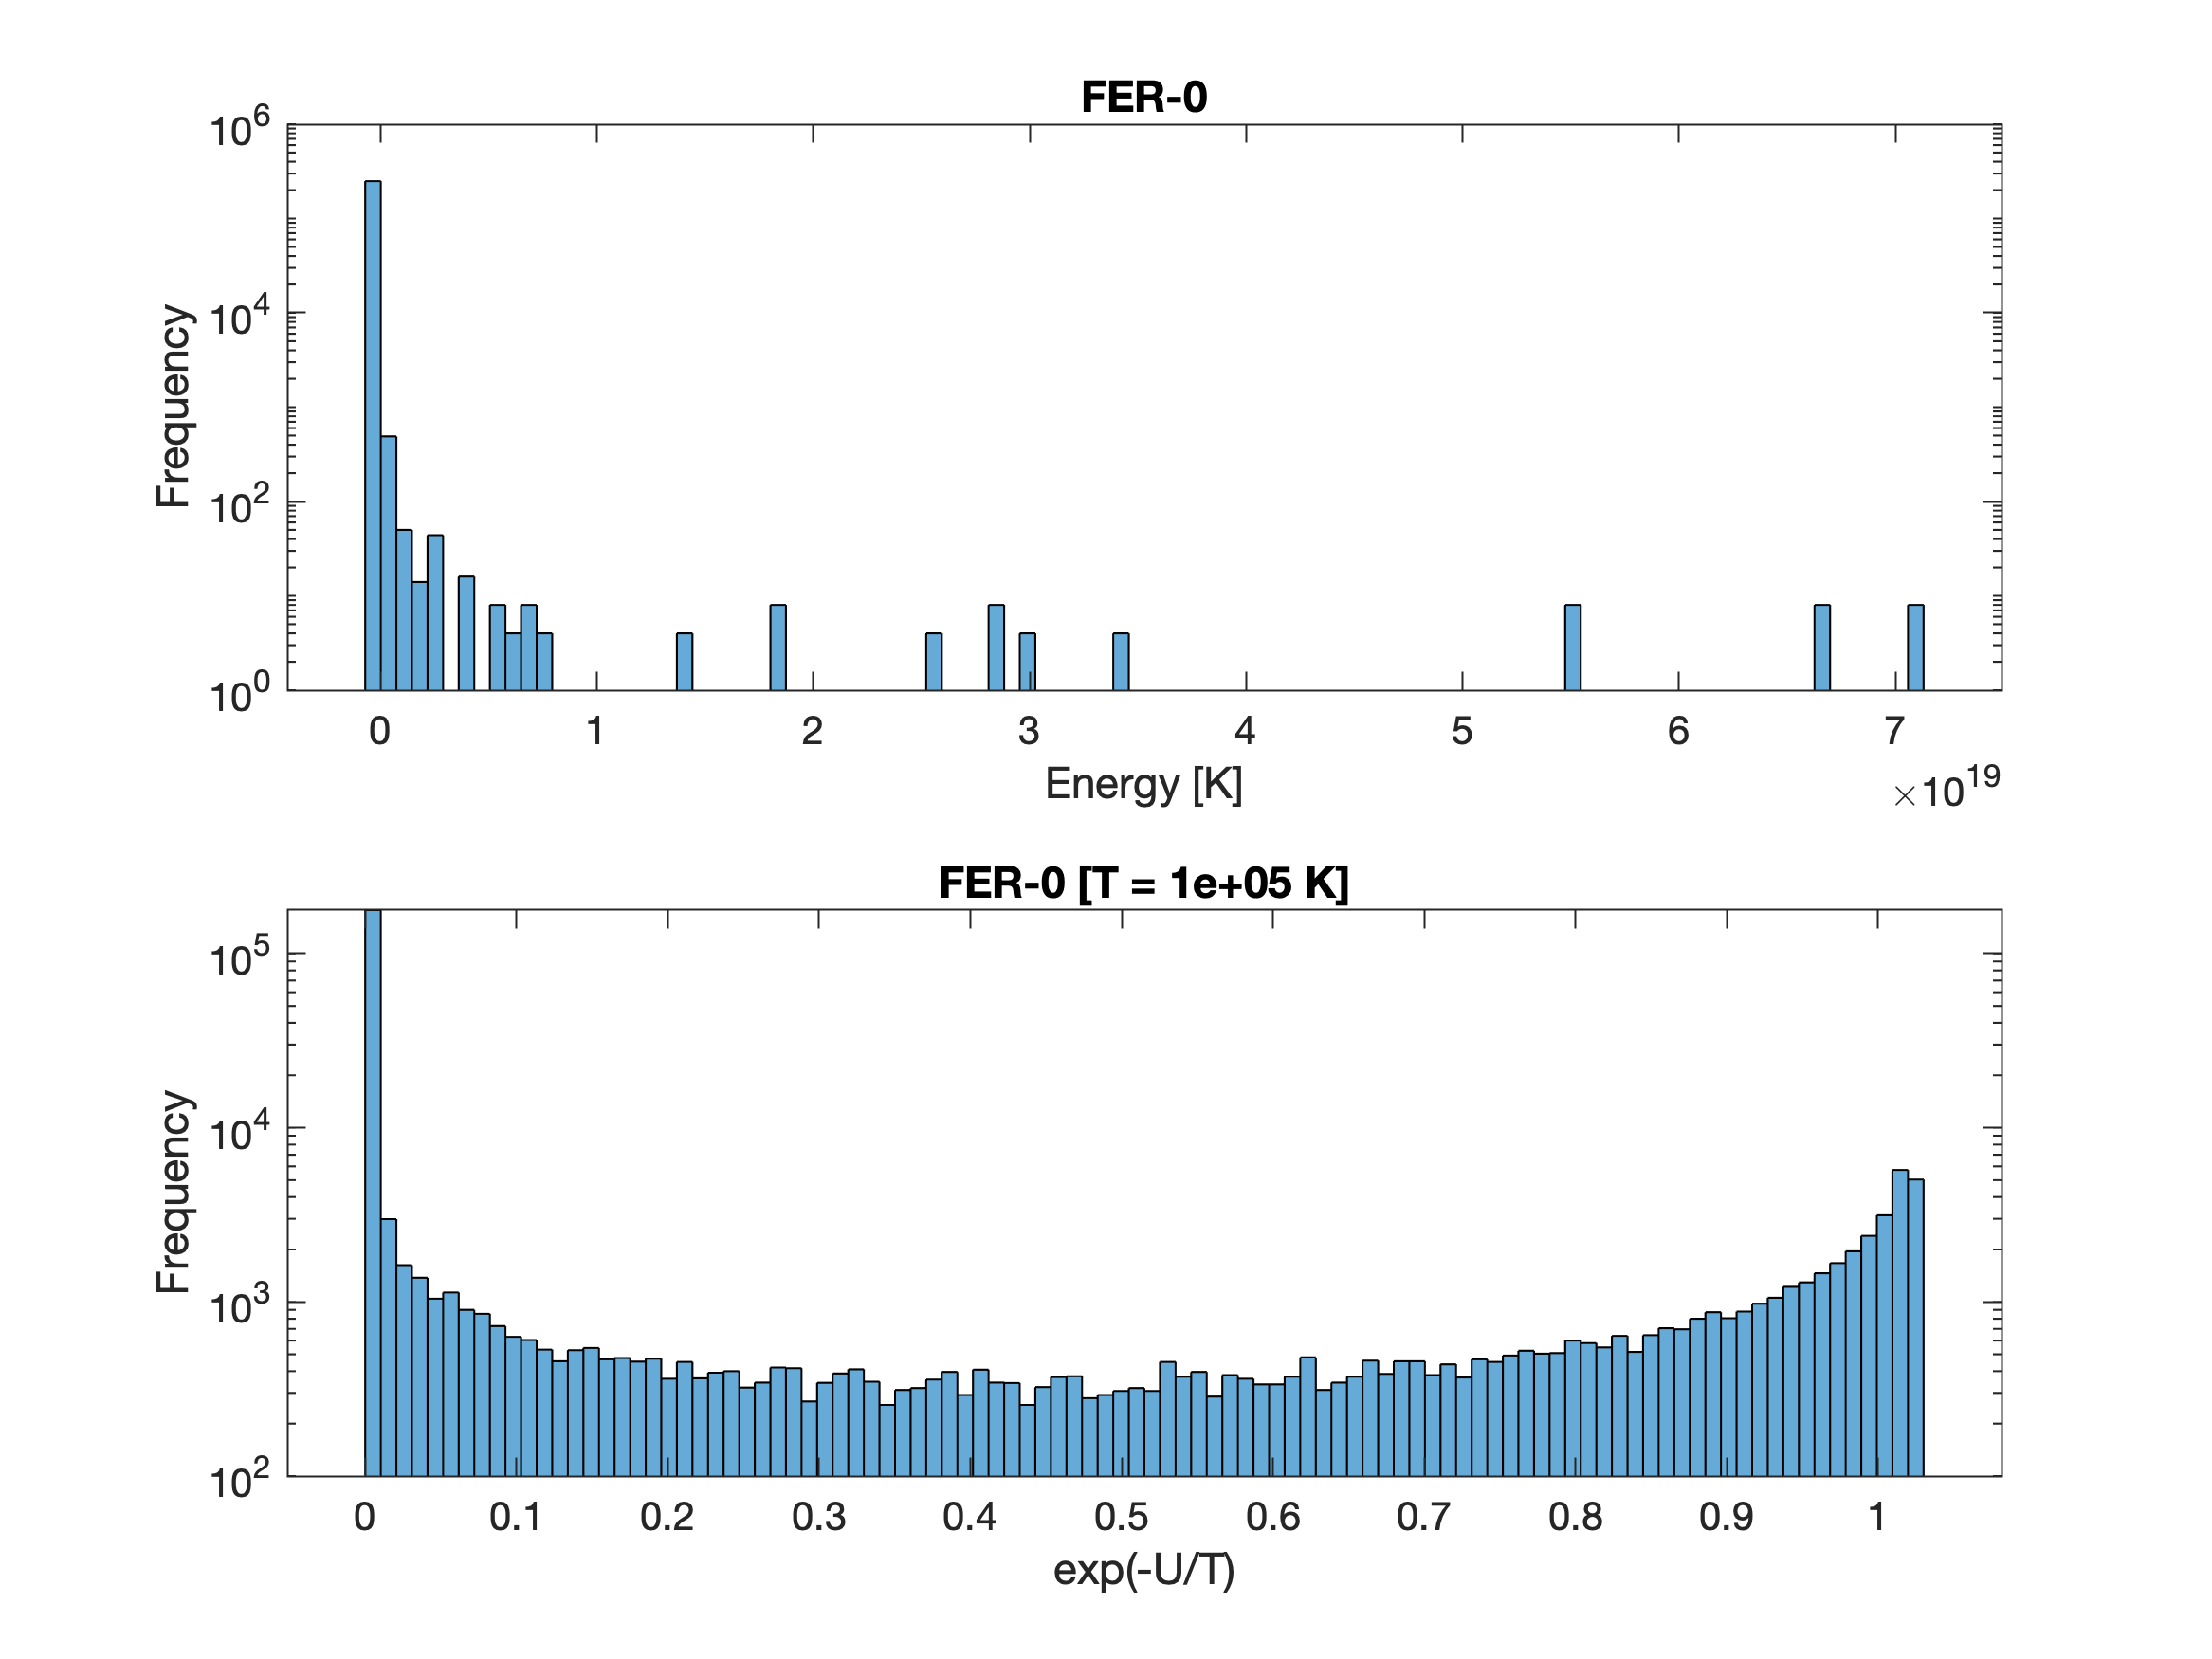 FER-0
10^6
10^4
10^2
10^0
Frequency
0 1 2 3 4 5 6 7
Energy [K]
×10^19
FER-0 [T = 1e+05 K]
10^5
10^4
10^3
10^2
Frequency
0 0.1 0.2 0.3 0.4 0.5 0.6 0.7 0.8 0.9 1
exp(-U/T)